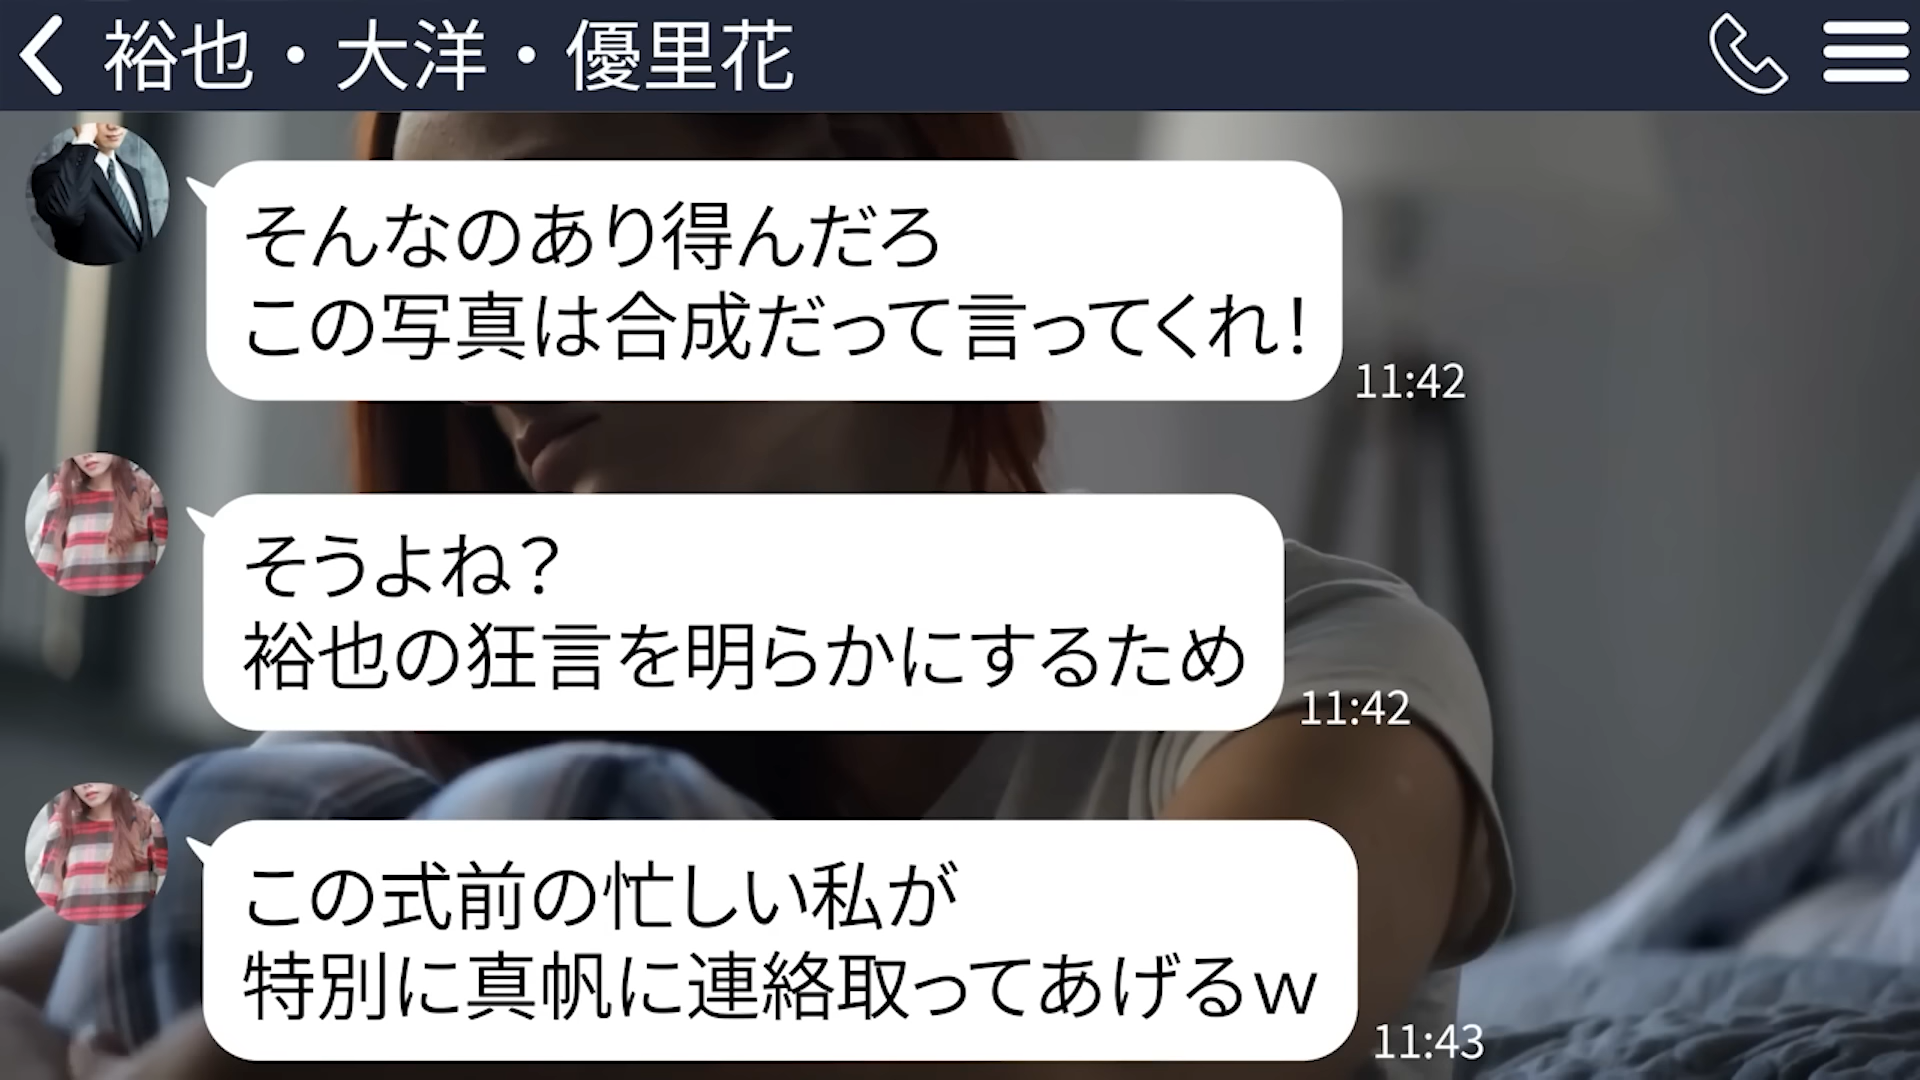 裕也・大洋・優里花
そんなのあり得んだろ
この写真は合成だって言ってくれ！
11:42
そうよね？
裕也の狂言を明らかにするため
11:42
この式前の忙しい私が
特別に真帆に連絡取ってあげるｗ
11:43